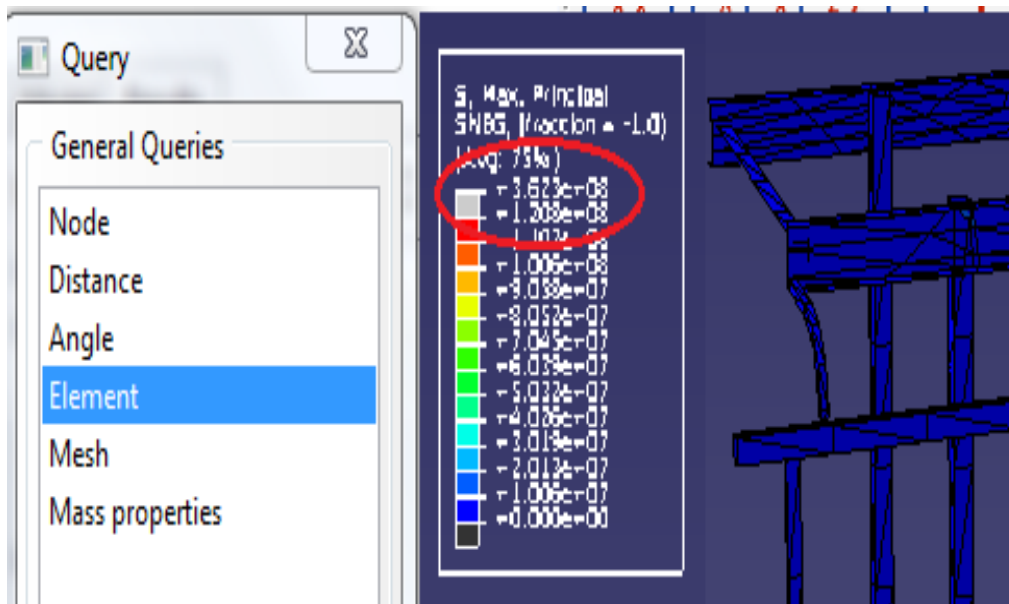 Query
General Queries
Node
Distance
Angle
Element
Mesh
Mass properties
S, Max. Principal
SNEG, (fraction = -1.0)
(Avg: 75%)
+3.623e+08
+1.208e+08
+1.107e+08
+1.006e+08
+9.058e+07
+8.052e+07
+7.045e+07
+6.039e+07
+5.032e+07
+4.026e+07
+3.019e+07
+2.013e+07
+1.006e+07
+0.000e+00